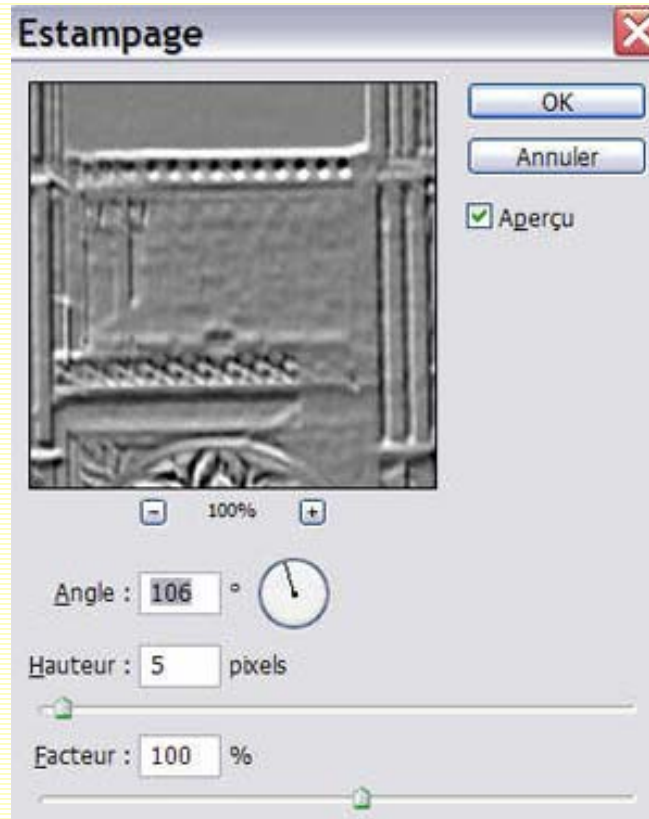 Estampage
OK
Annuler
Aperçu
100%
Angle : 106 °
Hauteur : 5 pixels
Facteur : 100 %